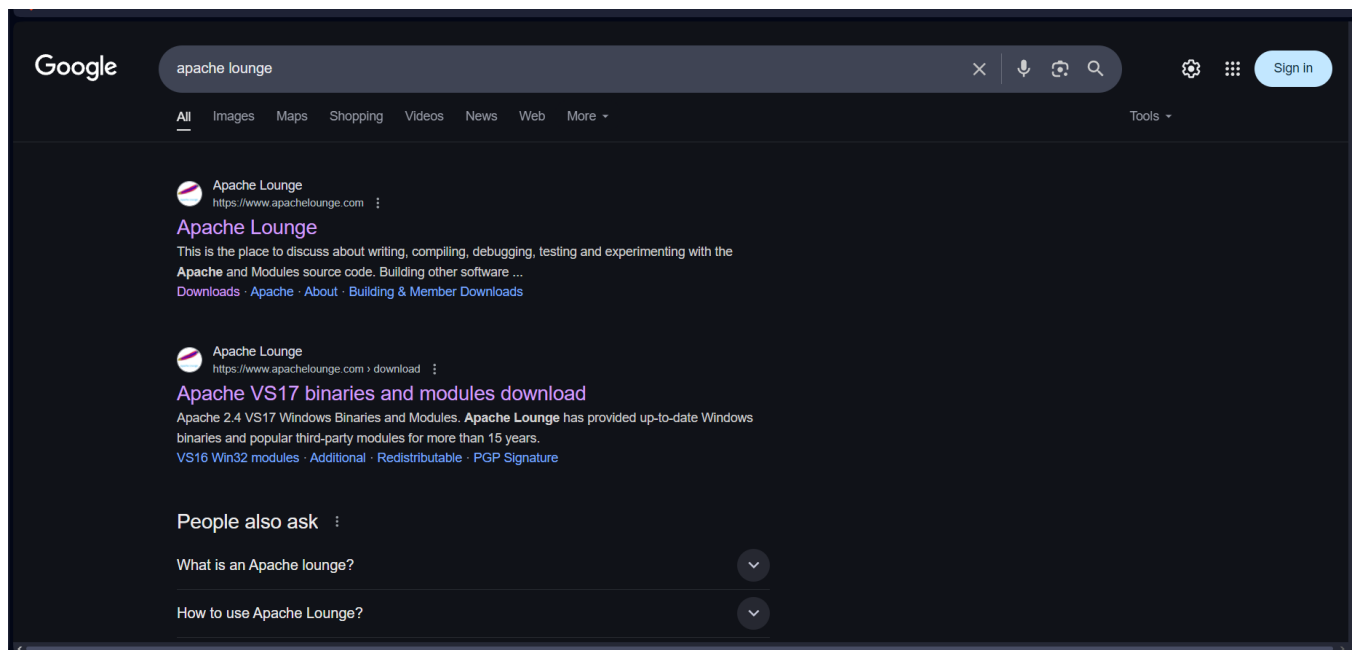 Google
apache lounge
Sign in
All Images Maps Shopping Videos News Web More
Tools
Apache Lounge
https://www.apachelounge.com
Apache Lounge
This is the place to discuss about writing, compiling, debugging, testing and experimenting with the
Apache and Modules source code. Building other software ...
Downloads · Apache · About · Building & Member Downloads
Apache Lounge
https://www.apachelounge.com › download
Apache VS17 binaries and modules download
Apache 2.4 VS17 Windows Binaries and Modules. Apache Lounge has provided up-to-date Windows
binaries and popular third-party modules for more than 15 years.
VS16 Win32 modules · Additional · Redistributable · PGP Signature
People also ask
What is an Apache lounge?
How to use Apache Lounge?